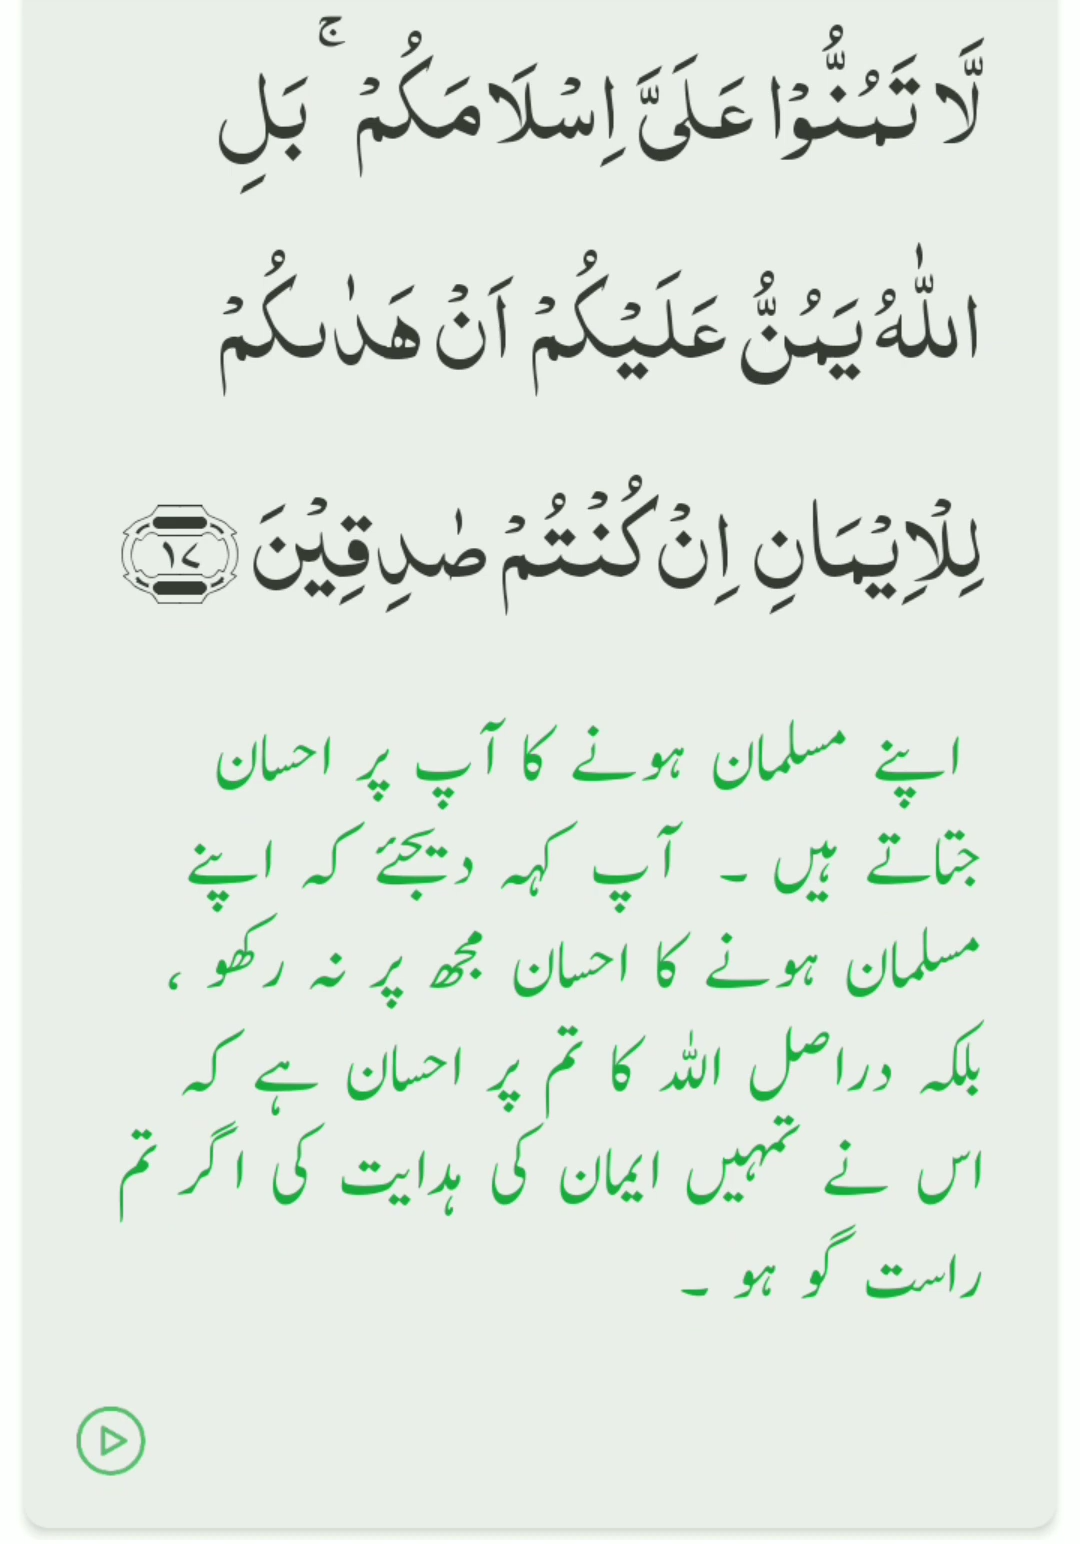 لَّا تَمُنُّوۡا عَلَىَّ اِسۡلَامَكُمۡ‌ ۚ بَلِ
اللّٰهُ يَمُنُّ عَلَيۡكُمۡ اَنۡ هَدٰٮكُمۡ
لِلۡاِيۡمَانِ اِنۡ كُنۡـتُمۡ صٰدِقِيۡنَ ﴿۱۷﴾
اپنے مسلمان ہونے کا آپ پر احسان
جتاتے ہیں ۔ آپ کہہ دیجئے کہ اپنے
مسلمان ہونے کا احسان مجھ پر نہ رکھو ،
بلکہ دراصل اللہ کا تم پر احسان ہے کہ
اس نے تمہیں ایمان کی ہدایت کی اگر تم
راست گو ہو ۔